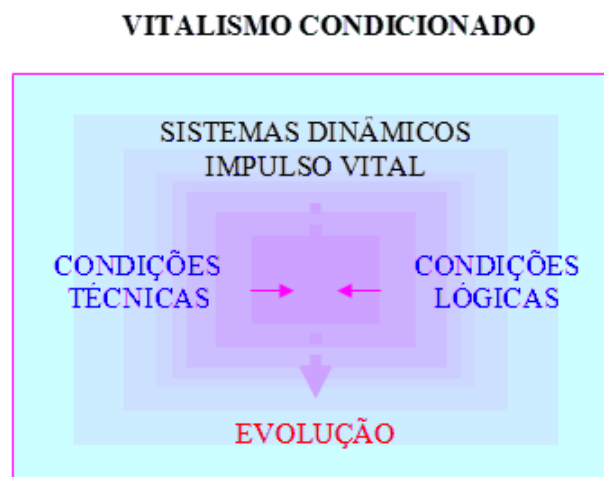 VITALISMO CONDICIONADO
SISTEMAS DINÂMICOS
IMPULSO VITAL
CONDIÇÕES
TÉCNICAS
CONDIÇÕES
LÓGICAS
EVOLUÇÃO